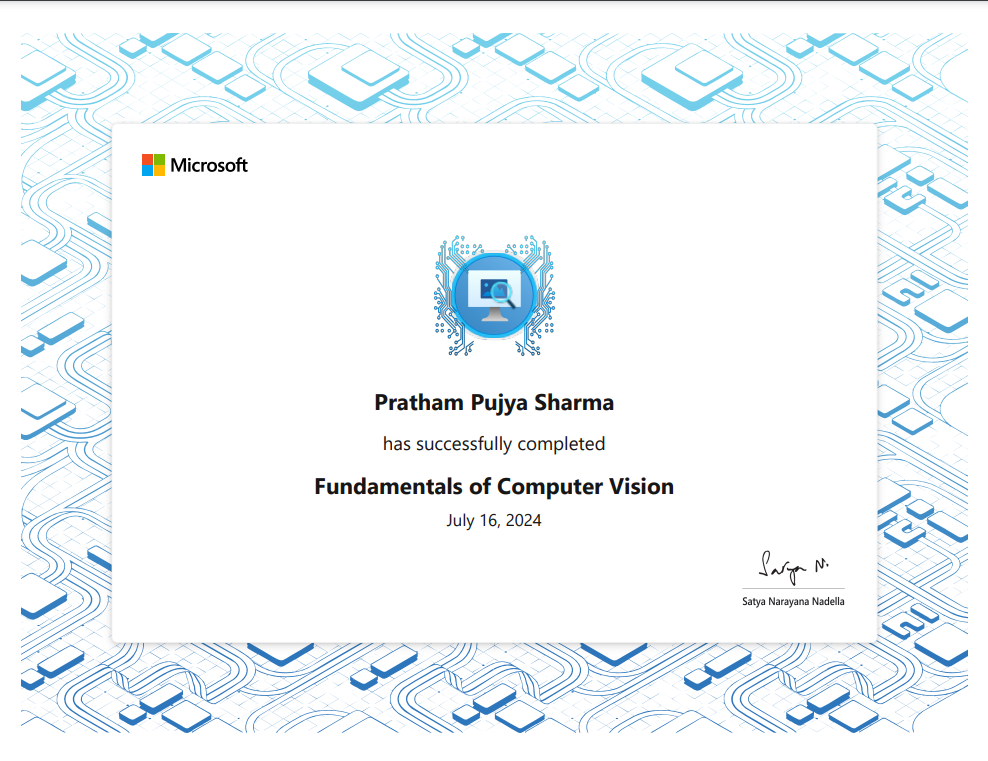 Microsoft
Pratham Pujya Sharma
has successfully completed
Fundamentals of Computer Vision
July 16, 2024
Satya N.
Satya Narayana Nadella